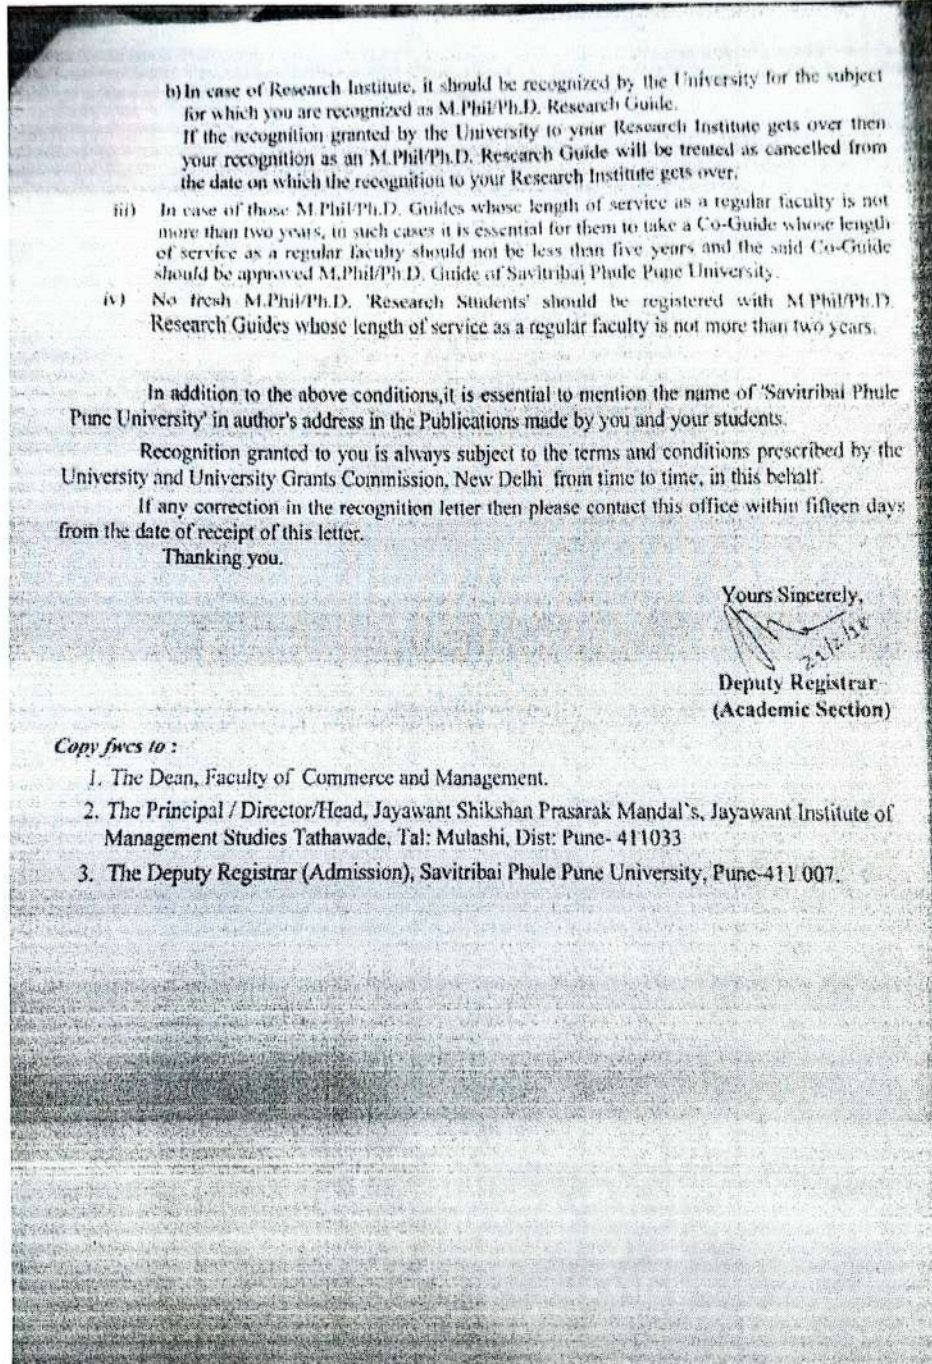 b) In case of Research Institute, it should be recognized by the University for the subject
for which you are recognized as M.Phil/Ph.D. Research Guide.
If the recognition granted by the University to your Research Institute gets over then
your recognition as an M.Phil/Ph.D. Research Guide will be treated as cancelled from
the date on which the recognition to your Research Institute gets over.
iii) In case of those M.Phil/Ph.D. Guides whose length of service as a regular faculty is not
more than two years, in such cases it is essential for them to take a Co-Guide whose length
of service as a regular faculty should not be less than five years and the said Co-Guide
should be approved M.Phil/Ph.D. Guide of Savitribai Phule Pune University.
iv) No fresh M.Phil/Ph.D. 'Research Students' should be registered with M.Phil/Ph.D.
Research Guides whose length of service as a regular faculty is not more than two years.
In addition to the above conditions,it is essential to mention the name of 'Savitribai Phule
Pune University' in author's address in the Publications made by you and your students.
Recognition granted to you is always subject to the terms and conditions prescribed by the
University and University Grants Commission, New Delhi from time to time, in this behalf.
If any correction in the recognition letter then please contact this office within fifteen days
from the date of receipt of this letter.
Thanking you.
Yours Sincerely,
21/2/18
Deputy Registrar
(Academic Section)
Copy fwcs to :
1. The Dean, Faculty of Commerce and Management.
2. The Principal / Director/Head, Jayawant Shikshan Prasarak Mandal`s, Jayawant Institute of
Management Studies Tathawade, Tal: Mulashi, Dist: Pune- 411033
3. The Deputy Registrar (Admission), Savitribai Phule Pune University, Pune-411 007.